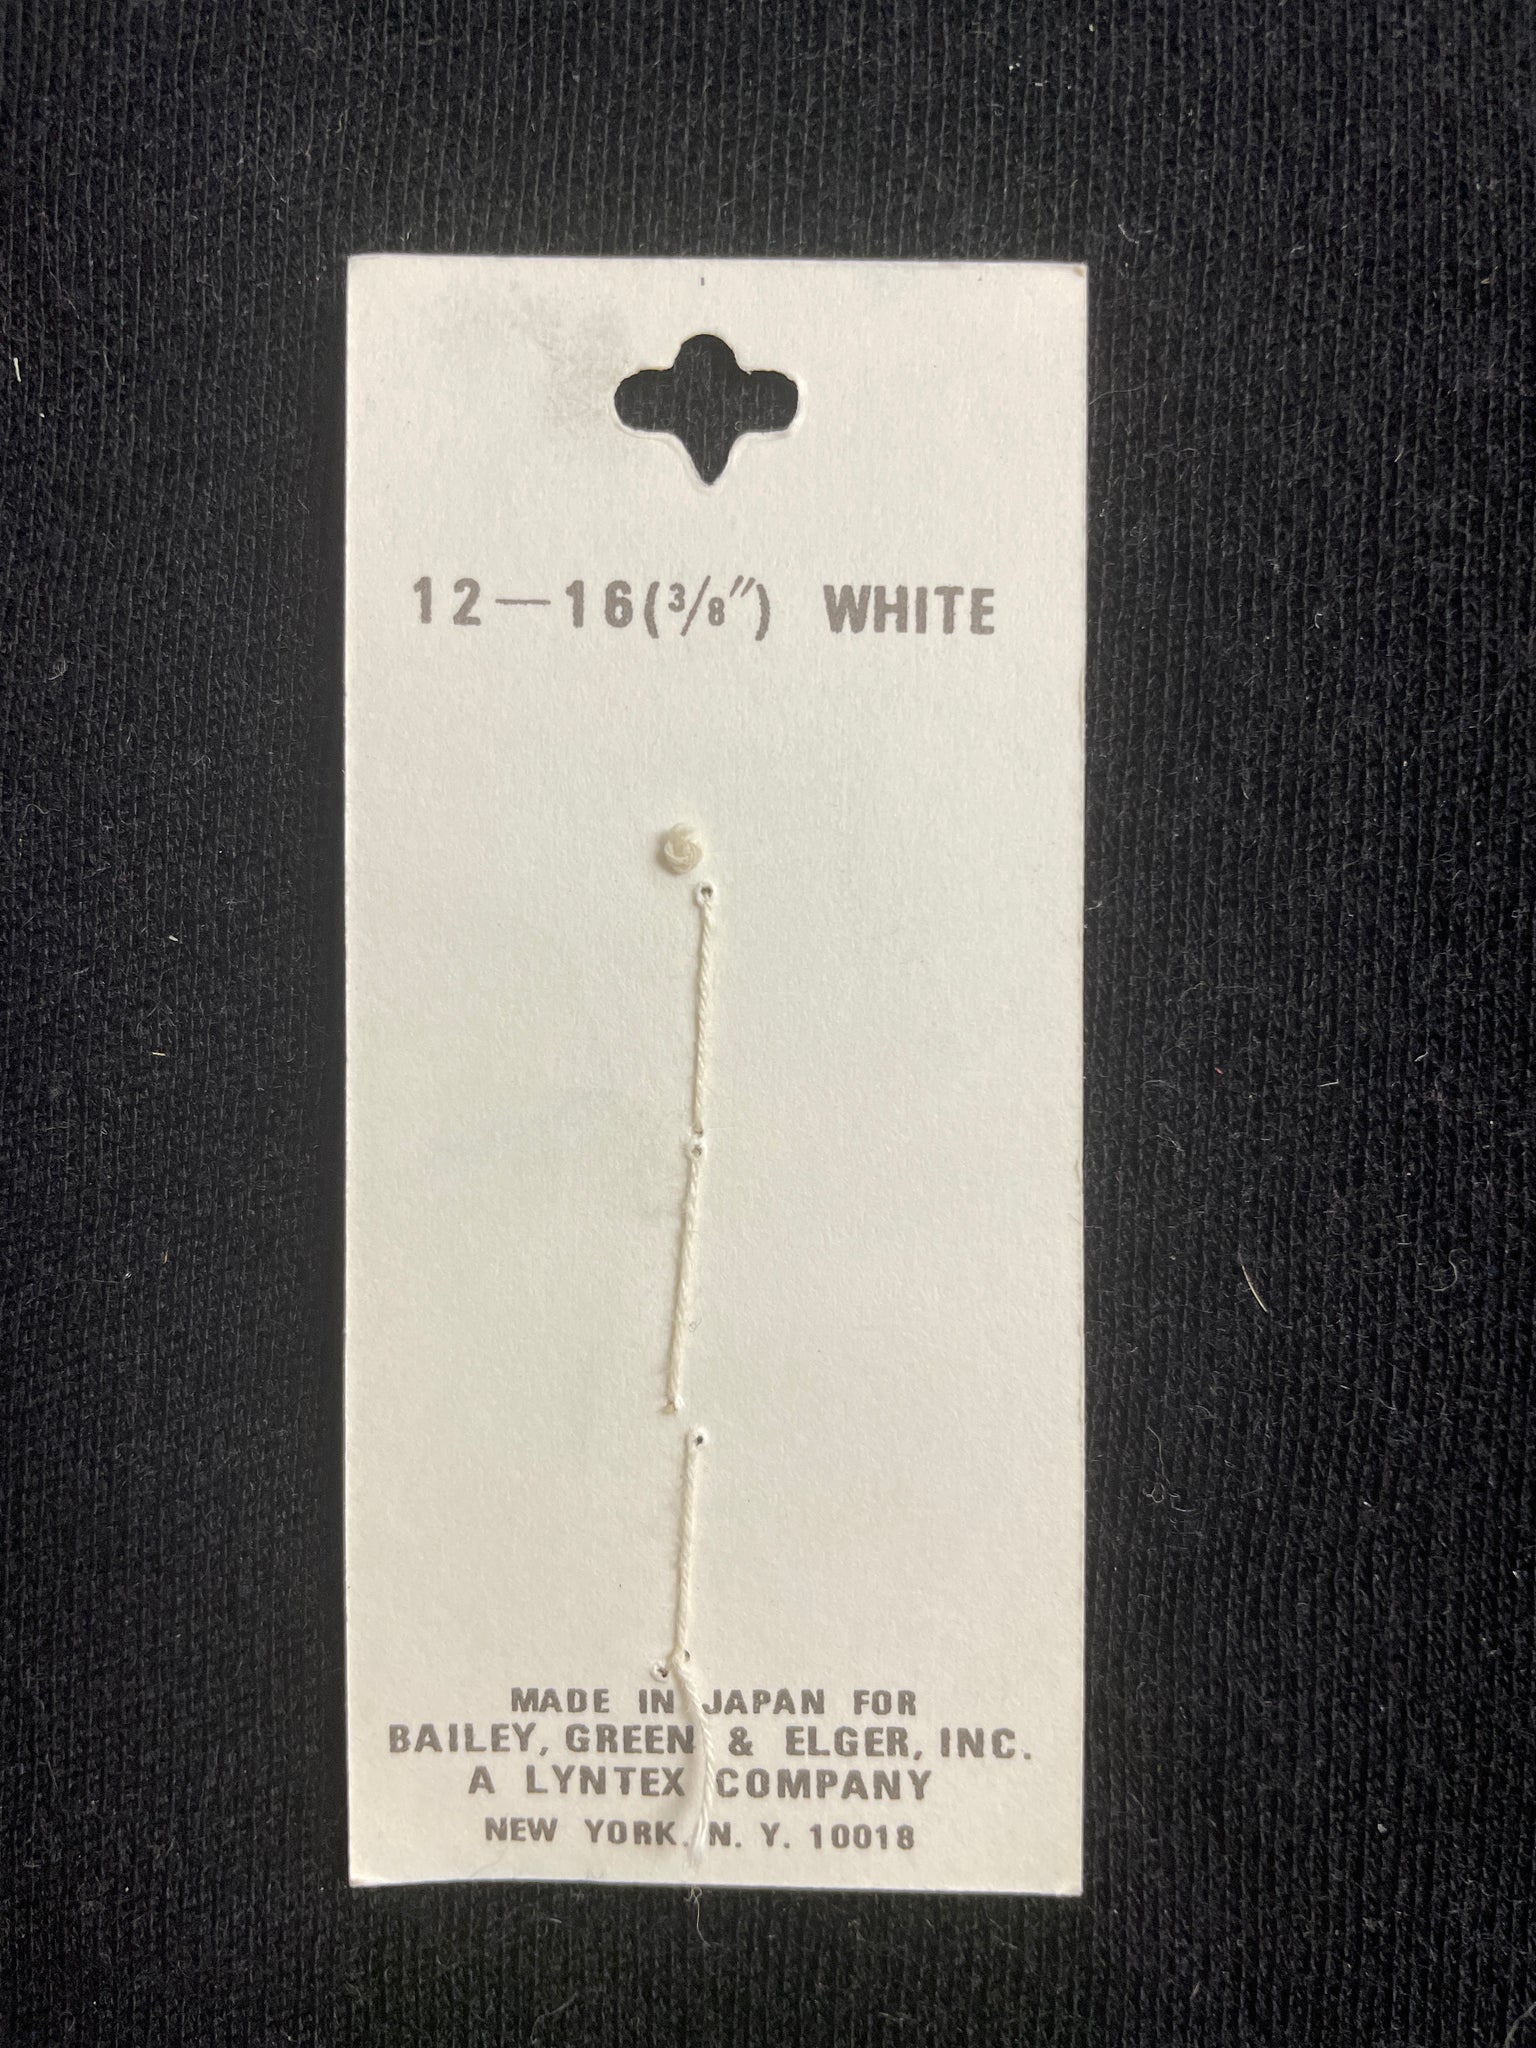 12—16(3/8") WHITE
MADE IN JAPAN FOR
BAILEY, GREEN & ELGER, INC.
A LYNTEX COMPANY
NEW YORK, N. Y. 10018